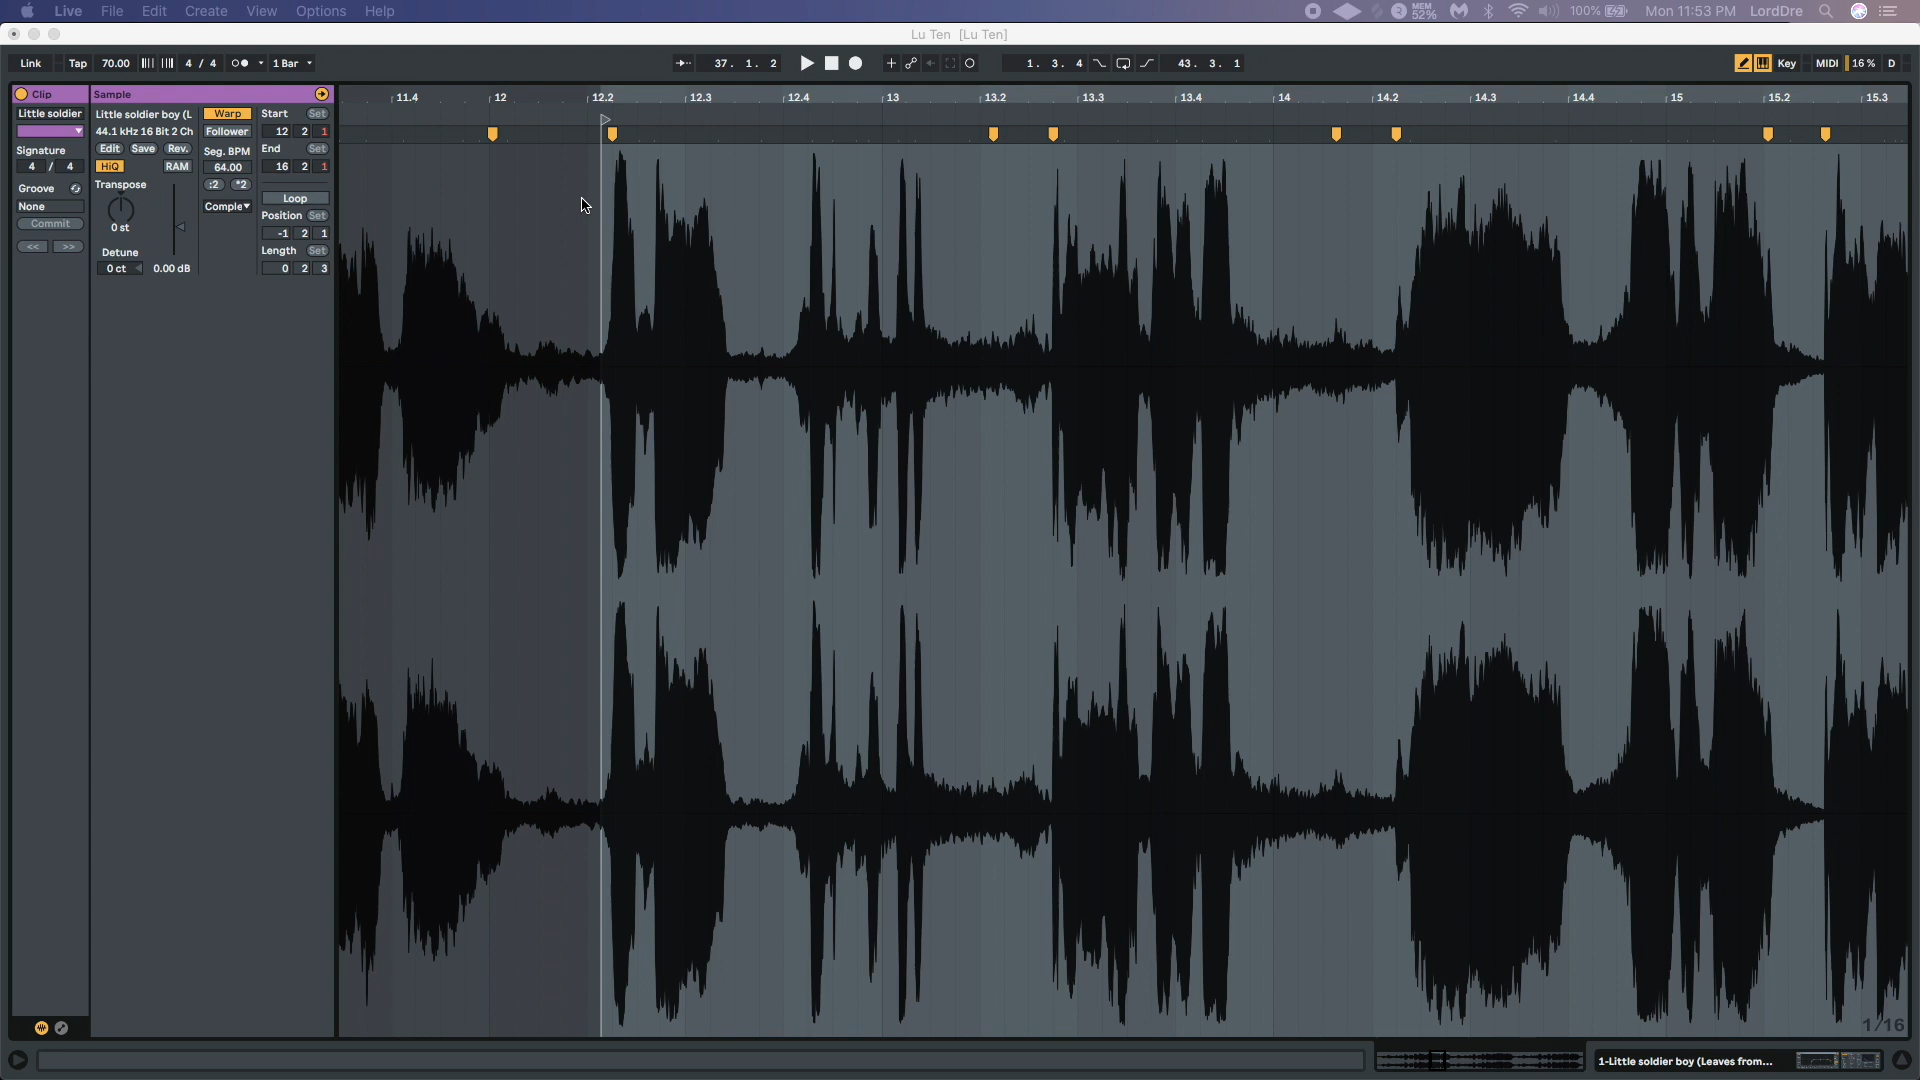 Live File Edit Create View Options Help MEM 52% 100% Mon 11:53 PM LordDre
Lu Ten [Lu Ten]
Link Tap 70.00 4 / 4 1 Bar 37. 1. 2 1. 3. 4 43. 3. 1 Key MIDI 16 % D
Clip Sample 11.4 12 12.2 12.3 12.4 13 13.2 13.3 13.4 14 14.2 14.3 14.4 15 15.2 15.3
Little soldier Little soldier boy (L Warp Start Set
44.1 kHz 16 Bit 2 Ch Follower 12 2 1
Signature Edit Save Rev. Seg. BPM End Set
4 / 4 HiQ RAM 64.00 16 2 1
Groove Transpose :2 *2
None 0 st Comple Loop
Commit Position Set
<< >> -1 2 1
Detune Length Set
0 ct 0.00 dB 0 2 3
1/16
1-Little soldier boy (Leaves from...